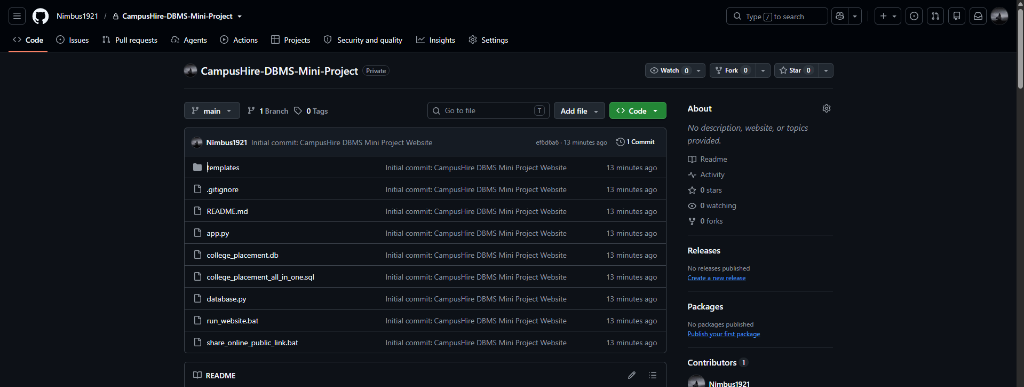 Nimbus1921 / CampusHire-DBMS-Mini-Project
Type / to search
Code Issues Pull requests Agents Actions Projects Security and quality Insights Settings
CampusHire-DBMS-Mini-Project Private
Watch 0 Fork 0 Star 0
main 1 Branch 0 Tags Go to file T Add file Code
Nimbus1921 Initial commit: CampusHire DBMS Mini Project Website · 13 minutes ago 1 Commit
templates Initial commit: CampusHire DBMS Mini Project Website 13 minutes ago
.gitignore Initial commit: CampusHire DBMS Mini Project Website 13 minutes ago
README.md Initial commit: CampusHire DBMS Mini Project Website 13 minutes ago
app.py Initial commit: CampusHire DBMS Mini Project Website 13 minutes ago
college_placement.db Initial commit: CampusHire DBMS Mini Project Website 13 minutes ago
college_placement_all_in_one.sql Initial commit: CampusHire DBMS Mini Project Website 13 minutes ago
database.py Initial commit: CampusHire DBMS Mini Project Website 13 minutes ago
run_website.bat Initial commit: CampusHire DBMS Mini Project Website 13 minutes ago
share_online_public_link.bat Initial commit: CampusHire DBMS Mini Project Website 13 minutes ago
README
About
No description, website, or topics
provided.
Readme
Activity
0 stars
0 watching
0 forks
Releases
No releases published
Create a new release
Packages
No packages published
Publish your first package
Contributors 1
Nimbus1921